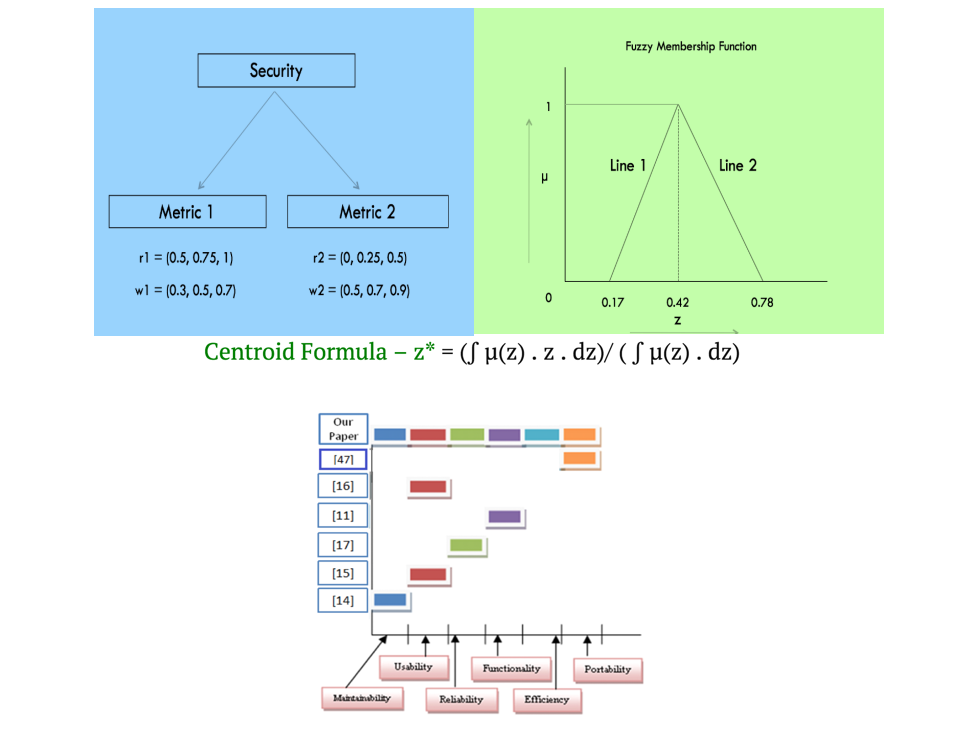 Security
Metric 1
Metric 2
r1 = (0.5, 0.75, 1)
r2 = (0, 0.25, 0.5)
w1 = (0.3, 0.5, 0.7)
w2 = (0.5, 0.7, 0.9)
Fuzzy Membership Function
1
Line 1
Line 2
μ
0
0.17
0.42
0.78
z
Centroid Formula – z* = (∫ μ(z) . z . dz)/ ( ∫ μ(z) . dz)
Our
Paper
[47]
[16]
[11]
[17]
[15]
[14]
Usability
Functionality
Portability
Maintainability
Reliability
Efficiency